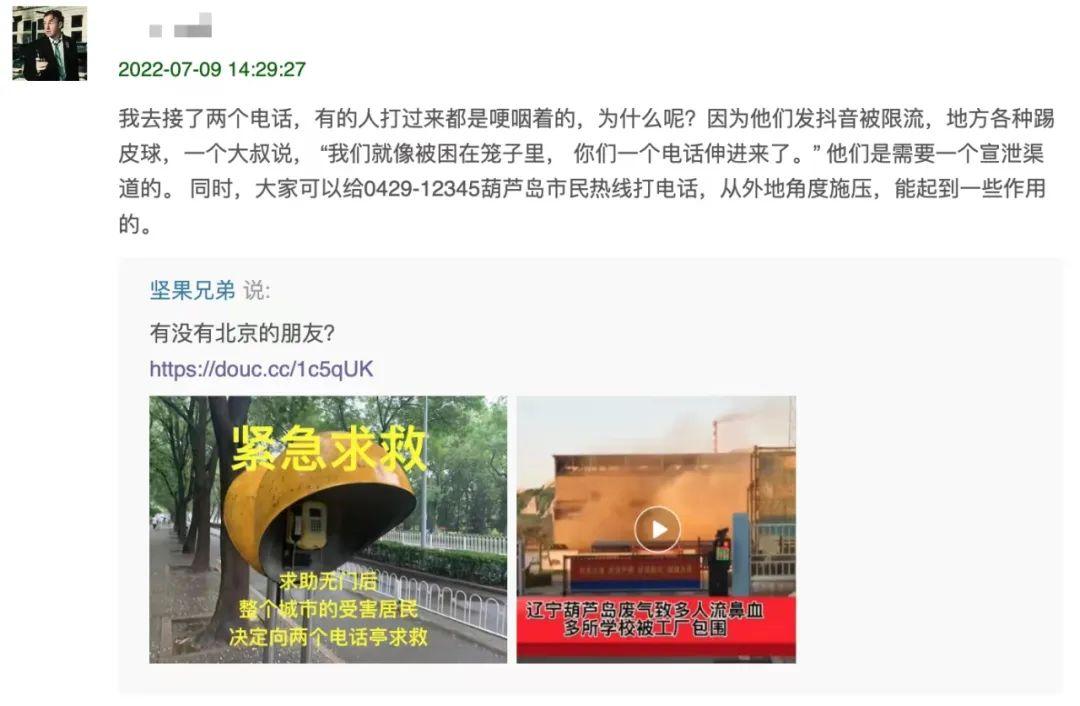 2022-07-09 14:29:27
我去接了两个电话，有的人打过来都是哽咽着的，为什么呢？因为他们发抖音被限流，地方各种踢
皮球，一个大叔说，“我们就像被困在笼子里， 你们一个电话伸进来了。” 他们是需要一个宣泄渠
道的。 同时，大家可以给0429-12345葫芦岛市民热线打电话，从外地角度施压，能起到一些作用
的。
坚果兄弟 说:
有没有北京的朋友?
https://douc.cc/1c5qUK
紧急求救
求助无门后
整个城市的受害居民
决定向两个电话亭求救
辽宁葫芦岛废气致多人流鼻血
多所学校被工厂包围